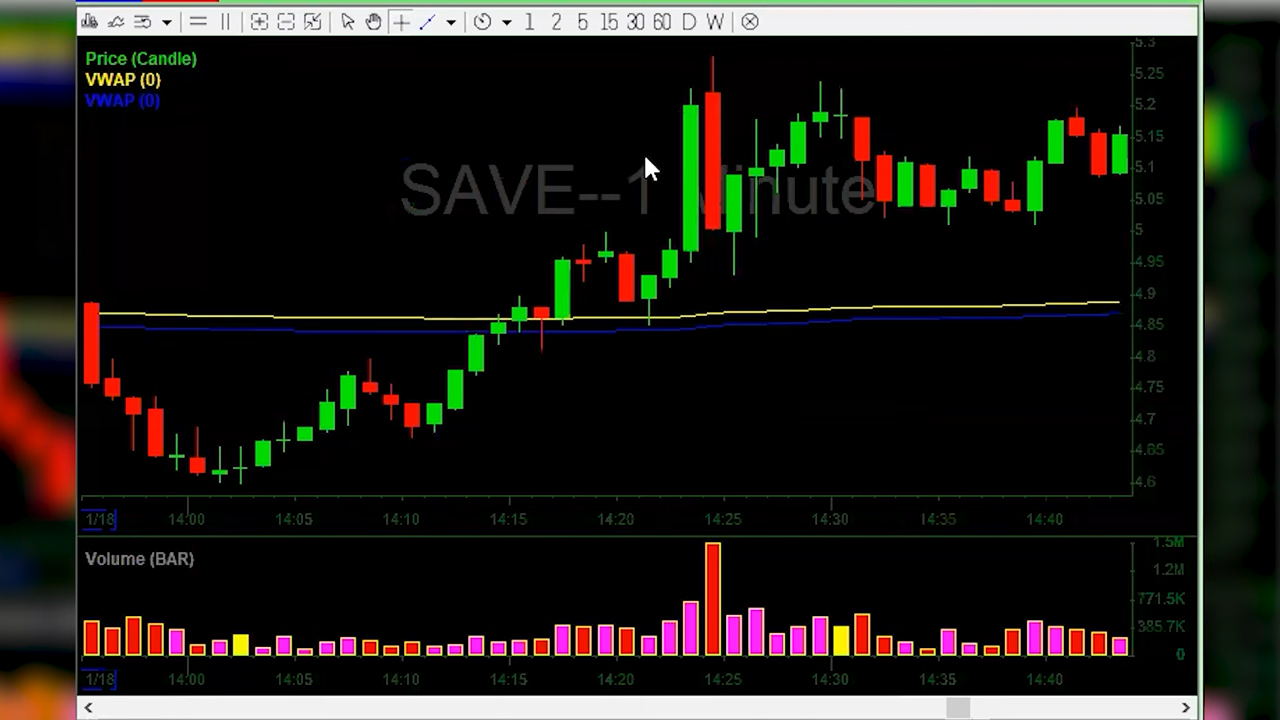 1 2 5 15 30 60 D W
Price (Candle)
VWAP (0)
VWAP (0)
SAVE--1 Minute
5.3
5.25
5.2
5.15
5.1
5.05
5
4.95
4.9
4.85
4.8
4.75
4.7
4.65
4.6
1/18 14:00 14:05 14:10 14:15 14:20 14:25 14:30 14:35 14:40
Volume (BAR)
1.5M
1.2M
771.5K
385.7K
0
1/18 14:00 14:05 14:10 14:15 14:20 14:25 14:30 14:35 14:40